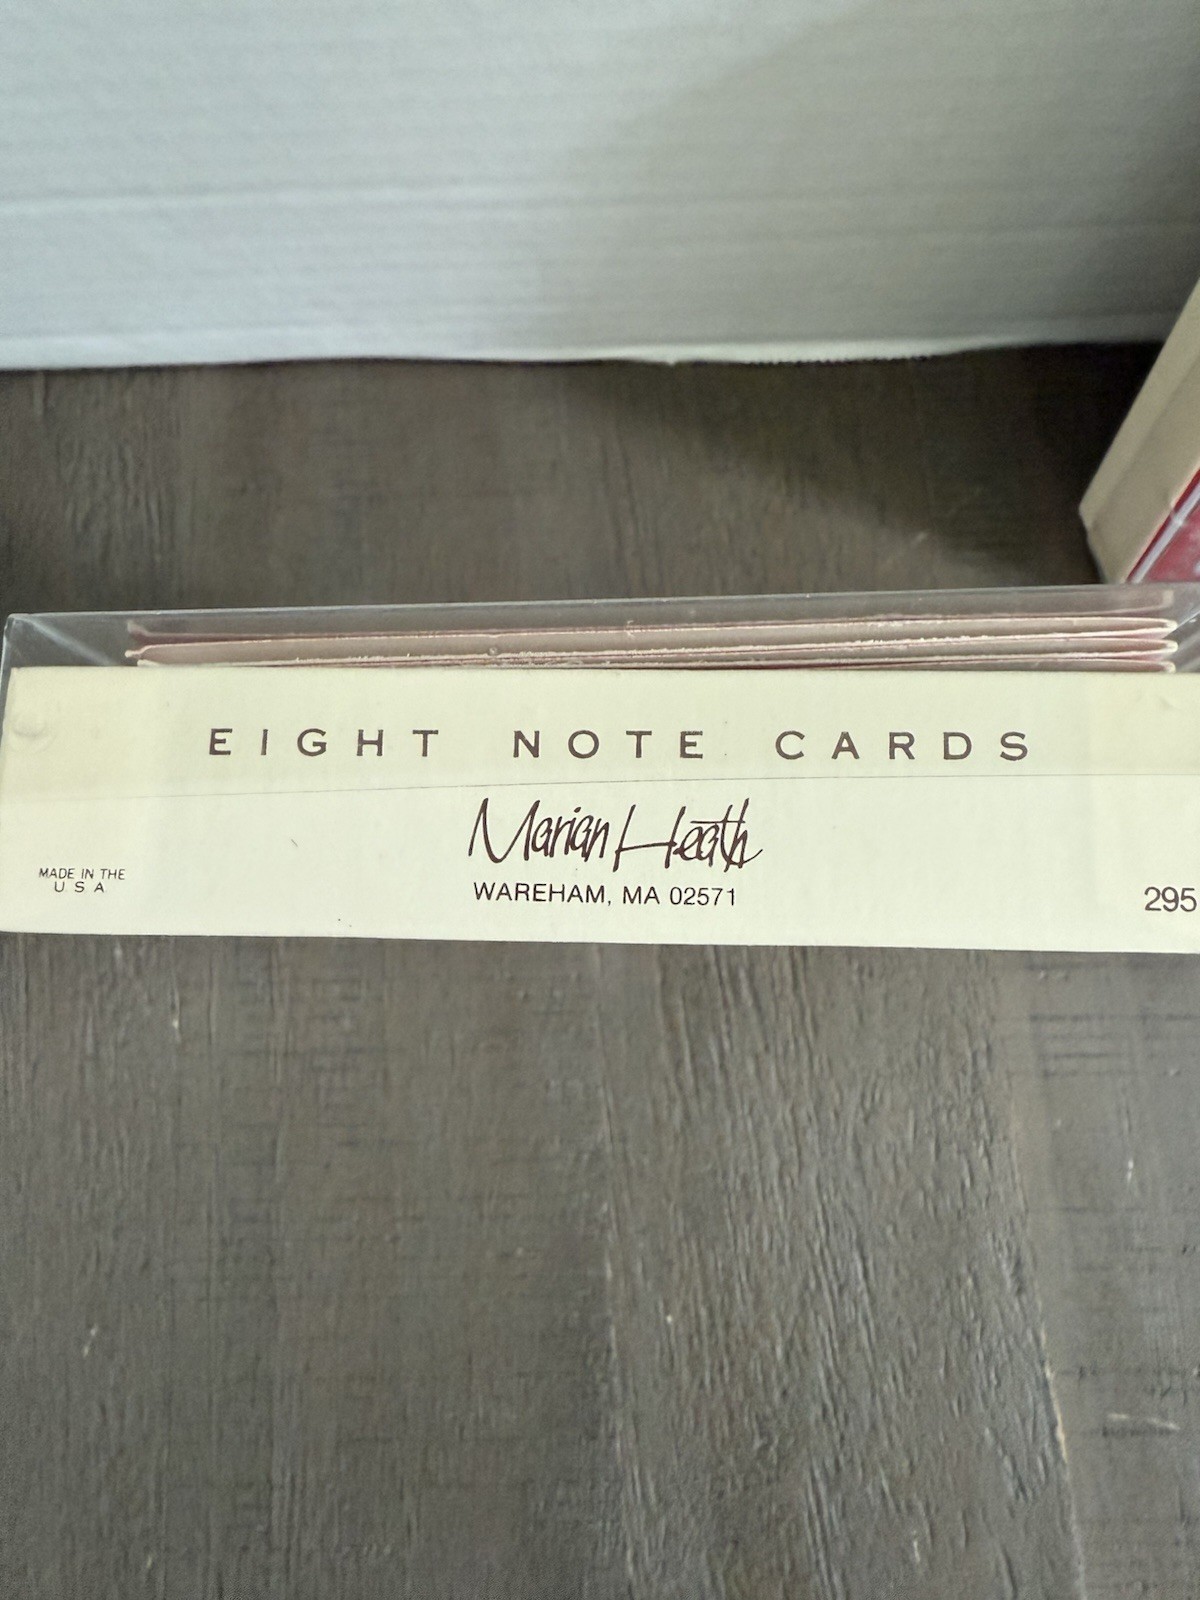 EIGHT NOTE CARDS
Marian Heath
WAREHAM, MA 02571
MADE IN THE
U S A
295